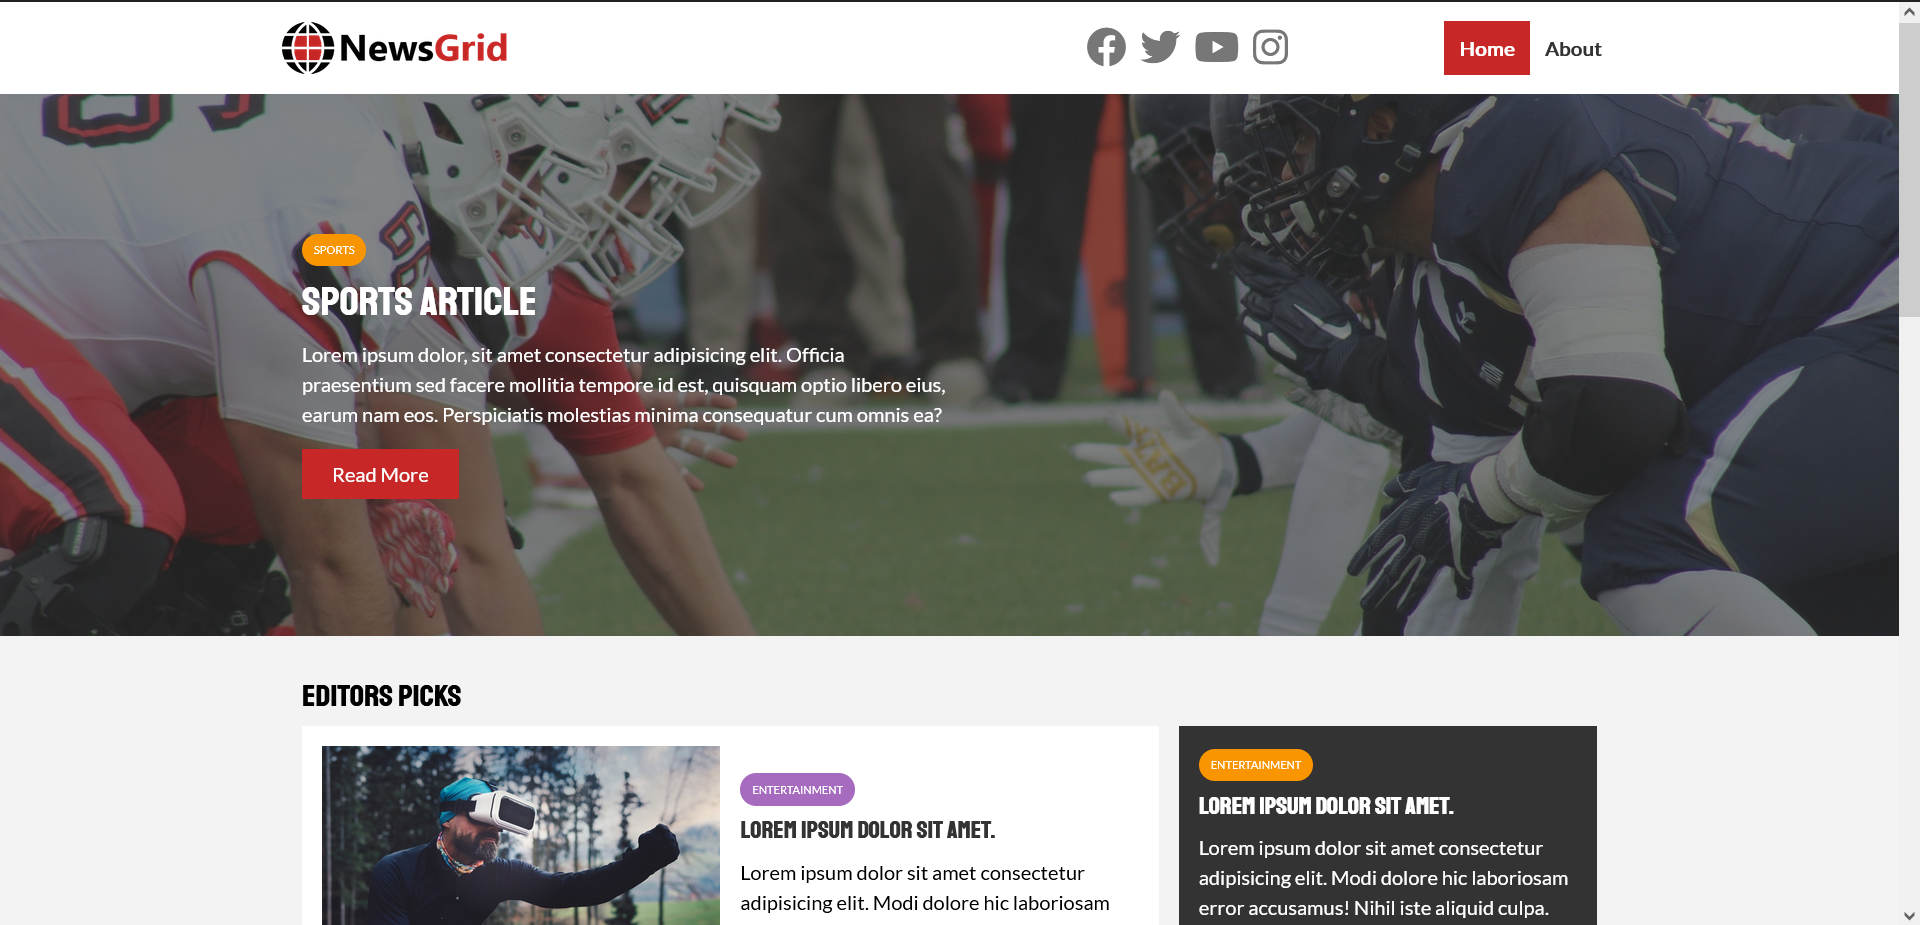 NewsGrid
Home
About
SPORTS
SPORTS ARTICLE
Lorem ipsum dolor, sit amet consectetur adipisicing elit. Officia
praesentium sed facere mollitia tempore id est, quisquam optio libero eius,
earum nam eos. Perspiciatis molestias minima consequatur cum omnis ea?
Read More
EDITORS PICKS
ENTERTAINMENT
LOREM IPSUM DOLOR SIT AMET.
Lorem ipsum dolor sit amet consectetur
adipisicing elit. Modi dolore hic laboriosam
ENTERTAINMENT
LOREM IPSUM DOLOR SIT AMET.
Lorem ipsum dolor sit amet consectetur
adipisicing elit. Modi dolore hic laboriosam
error accusamus! Nihil iste aliquid culpa.